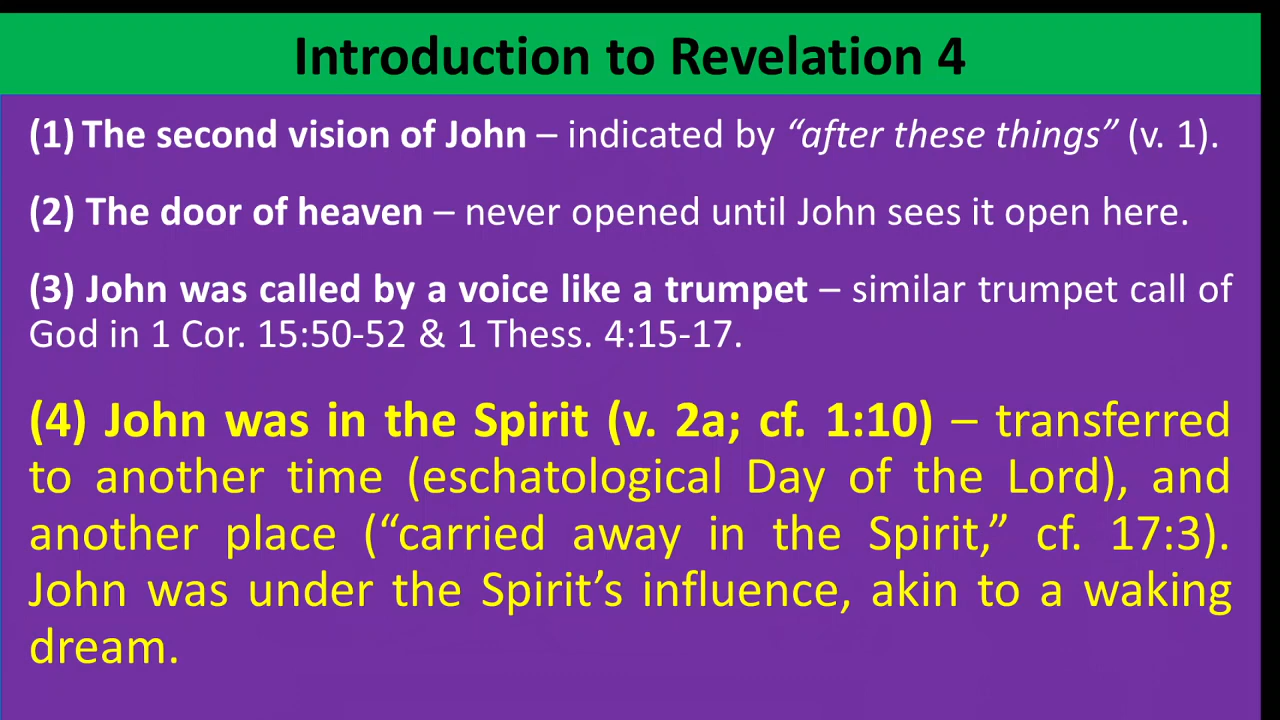 Introduction to Revelation 4
(1) The second vision of John – indicated by “after these things” (v. 1).
(2) The door of heaven – never opened until John sees it open here.
(3) John was called by a voice like a trumpet – similar trumpet call of
God in 1 Cor. 15:50-52 & 1 Thess. 4:15-17.
(4) John was in the Spirit (v. 2a; cf. 1:10) – transferred
to another time (eschatological Day of the Lord), and
another place (“carried away in the Spirit,” cf. 17:3).
John was under the Spirit’s influence, akin to a waking
dream.